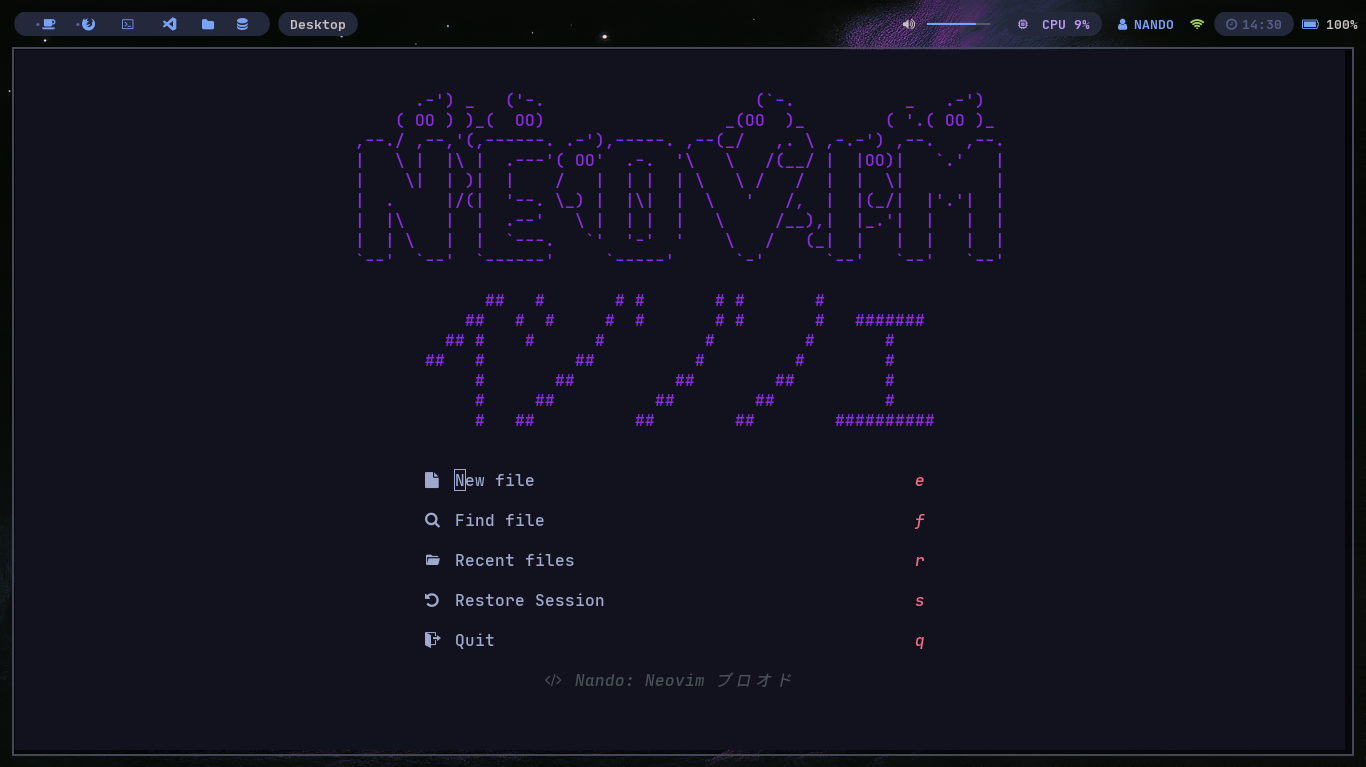 Desktop
CPU 9%
NANDO
14:30
100%
NEOVIM
New file e
Find file f
Recent files r
Restore Session s
Quit q
</> Nando: Neovim ブロオド